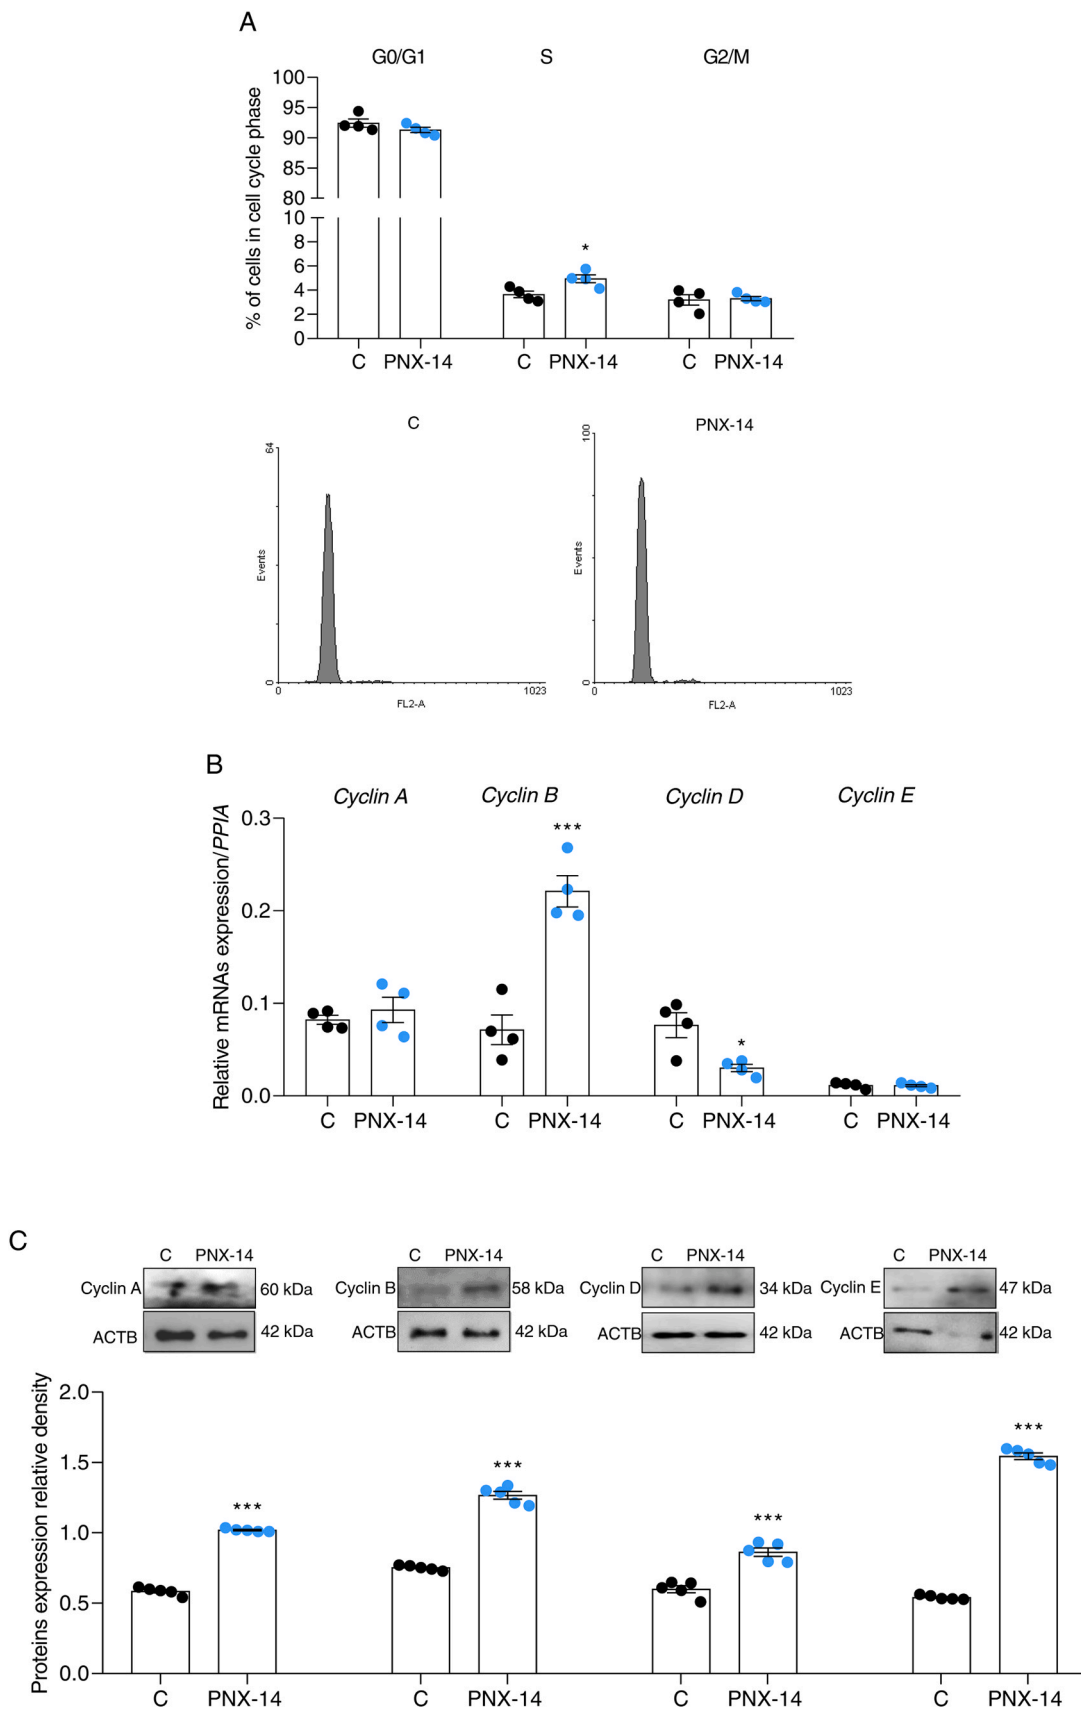 A
G0/G1 S G2/M
% of cells in cell cycle phase
100
95
90
85
80
10
8
6
4
2
0
*
C PNX-14 C PNX-14 C PNX-14
C PNX-14
64
Events
0
0 1023
FL2-A
100
Events
0
0 1023
FL2-A
B
Cyclin A Cyclin B Cyclin D Cyclin E
Relative mRNAs expression/PPIA
0.3
0.2
0.1
0.0
***
*
C PNX-14 C PNX-14 C PNX-14 C PNX-14
C
C PNX-14 C PNX-14 C PNX-14 C PNX-14
Cyclin A 60 kDa Cyclin B 58 kDa Cyclin D 34 kDa Cyclin E 47 kDa
ACTB 42 kDa ACTB 42 kDa ACTB 42 kDa ACTB 42 kDa
Proteins expression relative density
2.0
1.5
1.0
0.5
0.0
*** *** *** ***
C PNX-14 C PNX-14 C PNX-14 C PNX-14